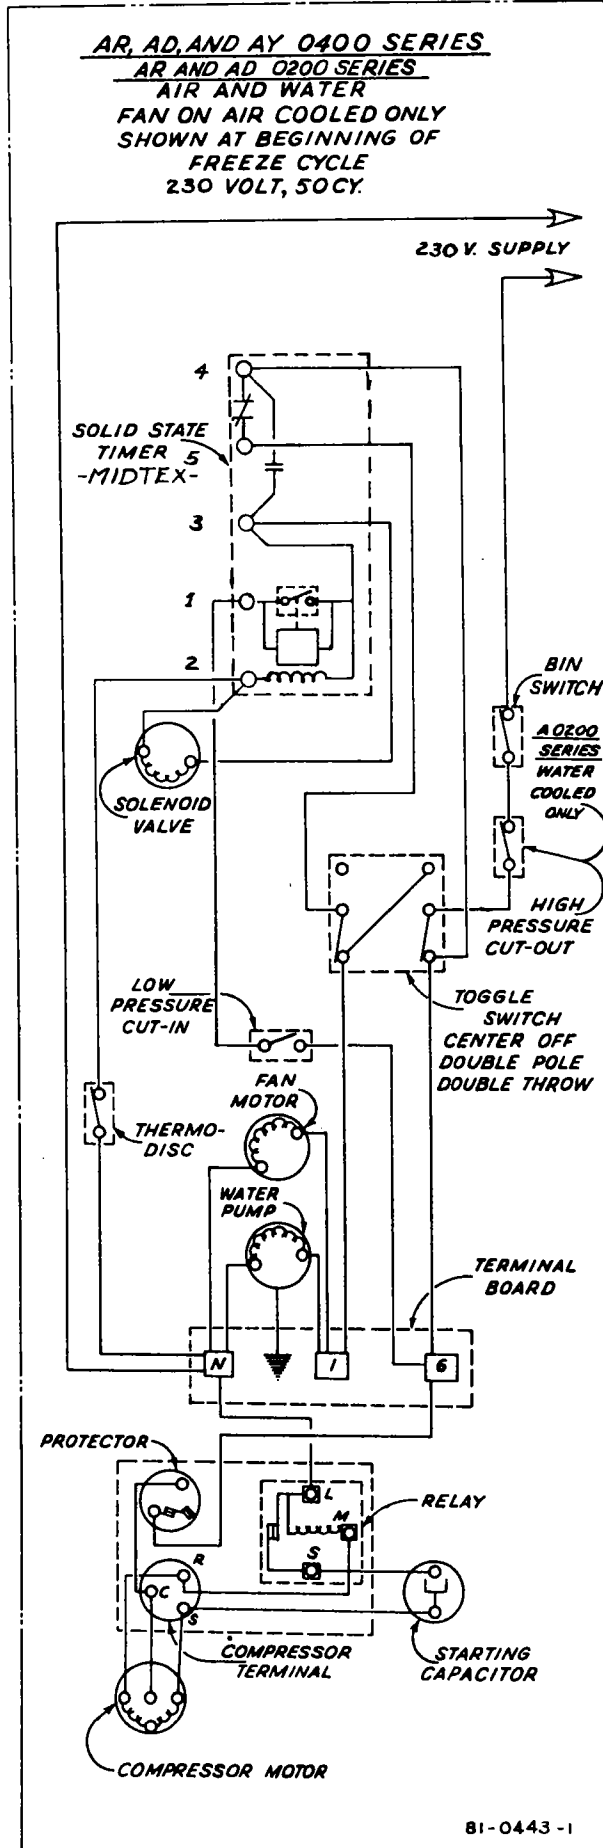 AR, AD, AND AY 0400 SERIES
AR AND AD 0200 SERIES
AIR AND WATER
FAN ON AIR COOLED ONLY
SHOWN AT BEGINNING OF
FREEZE CYCLE
230 VOLT, 50CY.
230 V. SUPPLY
4
SOLID STATE
TIMER
-MIDTEX-
5
3
1
2
BIN
SWITCH
A0200
SERIES
WATER
COOLED
ONLY
SOLENOID
VALVE
HIGH
PRESSURE
CUT-OUT
LOW
PRESSURE
CUT-IN
TOGGLE
SWITCH
CENTER OFF
DOUBLE POLE
DOUBLE THROW
FAN
MOTOR
THERMO-
DISC
WATER
PUMP
TERMINAL
BOARD
N
1
6
PROTECTOR
L
M
S
RELAY
R
C
S
COMPRESSOR
TERMINAL
STARTING
CAPACITOR
COMPRESSOR MOTOR
81-0443-1